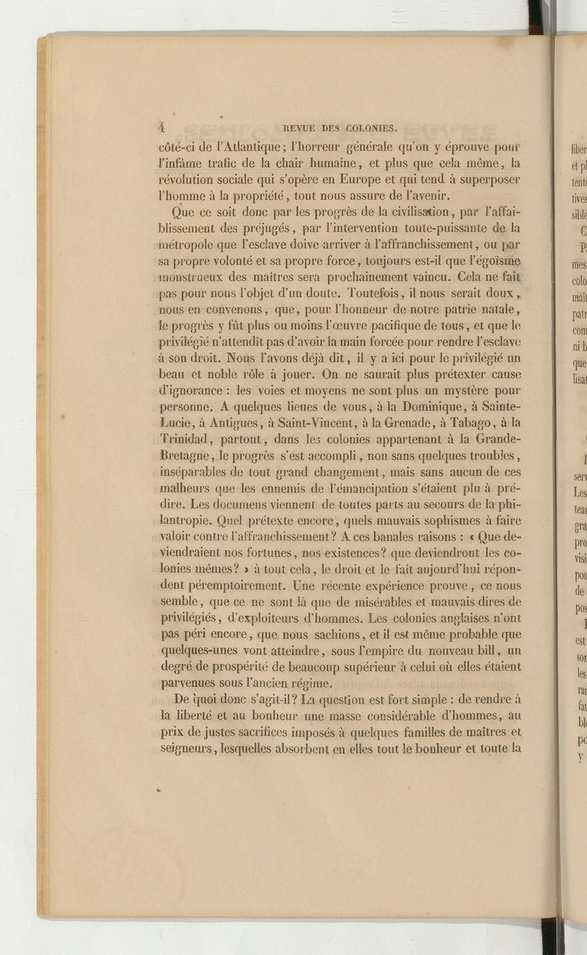 4 REVUE DES COLONIES.
côté-ci de l'Atlantique; l'horreur générale qu'on y éprouve pour
l'infâme trafic de la chair humaine, et plus que cela même, la
révolution sociale qui s'opère en Europe et qui tend à superposer
l'homme à la propriété, tout nous assure de l'avenir.
Que ce soit donc par les progrès de la civilisation, par l'affai-
blissement des préjugés, par l'intervention toute-puissante de la
métropole que l'esclave doive arriver à l'affranchissement, ou par
sa propre volonté et sa propre force, toujours est-il que l'égoïsme
monstrueux des maîtres sera prochainement vaincu. Cela ne fait
pas pour nous l'objet d'un doute. Toutefois, il nous serait doux,
nous en convenons, que, pour l'honneur de notre patrie natale,
le progrès y fût plus ou moins l'œuvre pacifique de tous, et que le
privilégié n'attendit pas d'avoir la main forcée pour rendre l'esclave
à son droit. Nous l'avons déjà dit, il y a ici pour le privilégié un
beau et noble rôle à jouer. On ne saurait plus prétexter cause
d'ignorance : les voies et moyens ne sont plus un mystère pour
personne. A quelques lieues de vous, à la Dominique, à Sainte-
Lucie, à Antigues, à Saint-Vincent, à la Grenade, à Tabago, à la
Trinidad, partout, dans les colonies appartenant à la Grande-
Bretagne, le progrès s'est accompli, non sans quelques troubles,
inséparables de tout grand changement, mais sans aucun de ces
malheurs que les ennemis de l'émancipation s'étaient plu à pré-
dire. Les documens viennent de toutes parts au secours de la phi-
lantropie. Quel prétexte encore, quels mauvais sophismes à faire
valoir contre l'affranchissement? A ces banales raisons : « Que de-
viendraient nos fortunes, nos existences? que deviendront les co-
lonies mêmes? » à tout cela, le droit et le fait aujourd'hui répon-
dent péremptoirement. Une récente expérience prouve, ce nous
semble, que ce ne sont là que de misérables et mauvais dires de
privilégiés, d'exploiteurs d'hommes. Les colonies anglaises n'ont
pas péri encore, que nous sachions, et il est même probable que
quelques-unes vont atteindre, sous l'empire du nouveau bill, un
degré de prospérité de beaucoup supérieur à celui où elles étaient
parvenues sous l'ancien régime.
De quoi donc s'agit-il? La question est fort simple : de rendre à
la liberté et au bonheur une masse considérable d'hommes, au
prix de justes sacrifices imposés à quelques familles de maîtres et
seigneurs, lesquelles absorbent en elles tout le bonheur et toute la